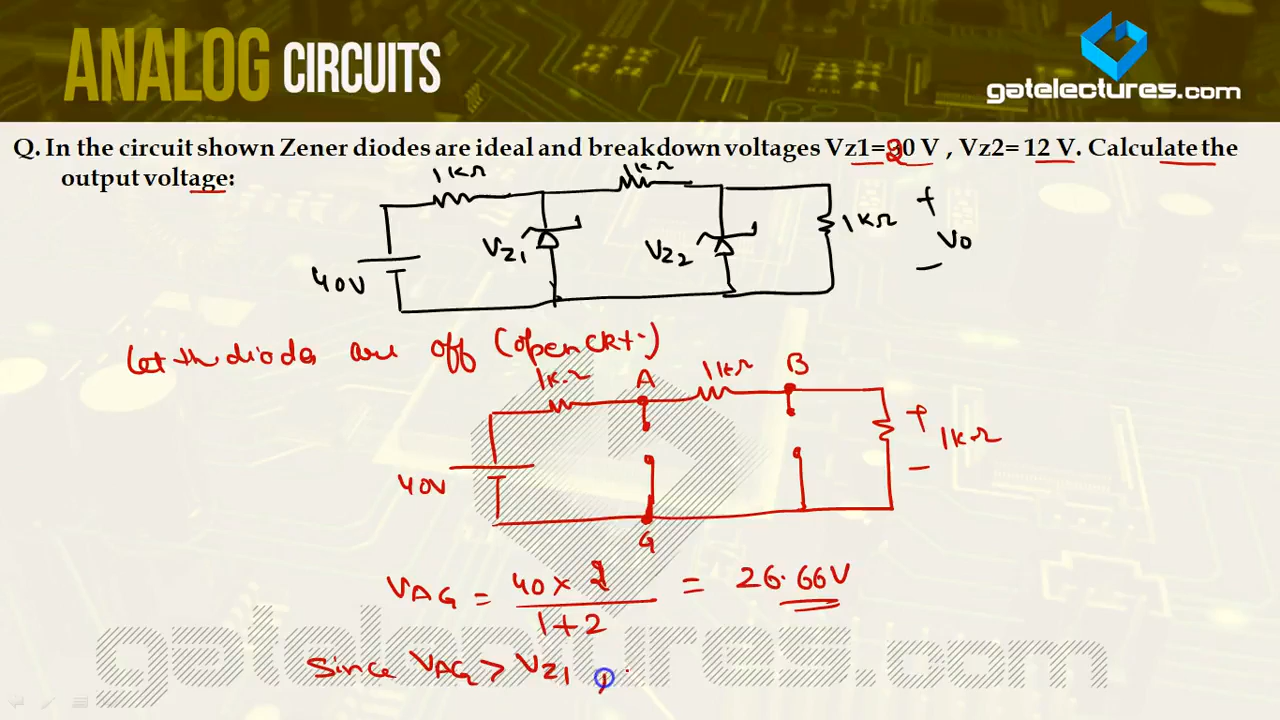 ANALOG CIRCUITS
gatelectures.com
Q. In the circuit shown Zener diodes are ideal and breakdown voltages Vz1=20 V , Vz2= 12 V. Calculate the
output voltage:
1kΩ 1kΩ
VZ1 VZ2 1kΩ + V0 −
40V
Let the diodes are off (open ckt.)
1kΩ A 1kΩ B
40V + 1kΩ −
G
VAG = 40 × 2 = 26.66V
1+2
Since VAG > VZ1 ,
gatelectures.com